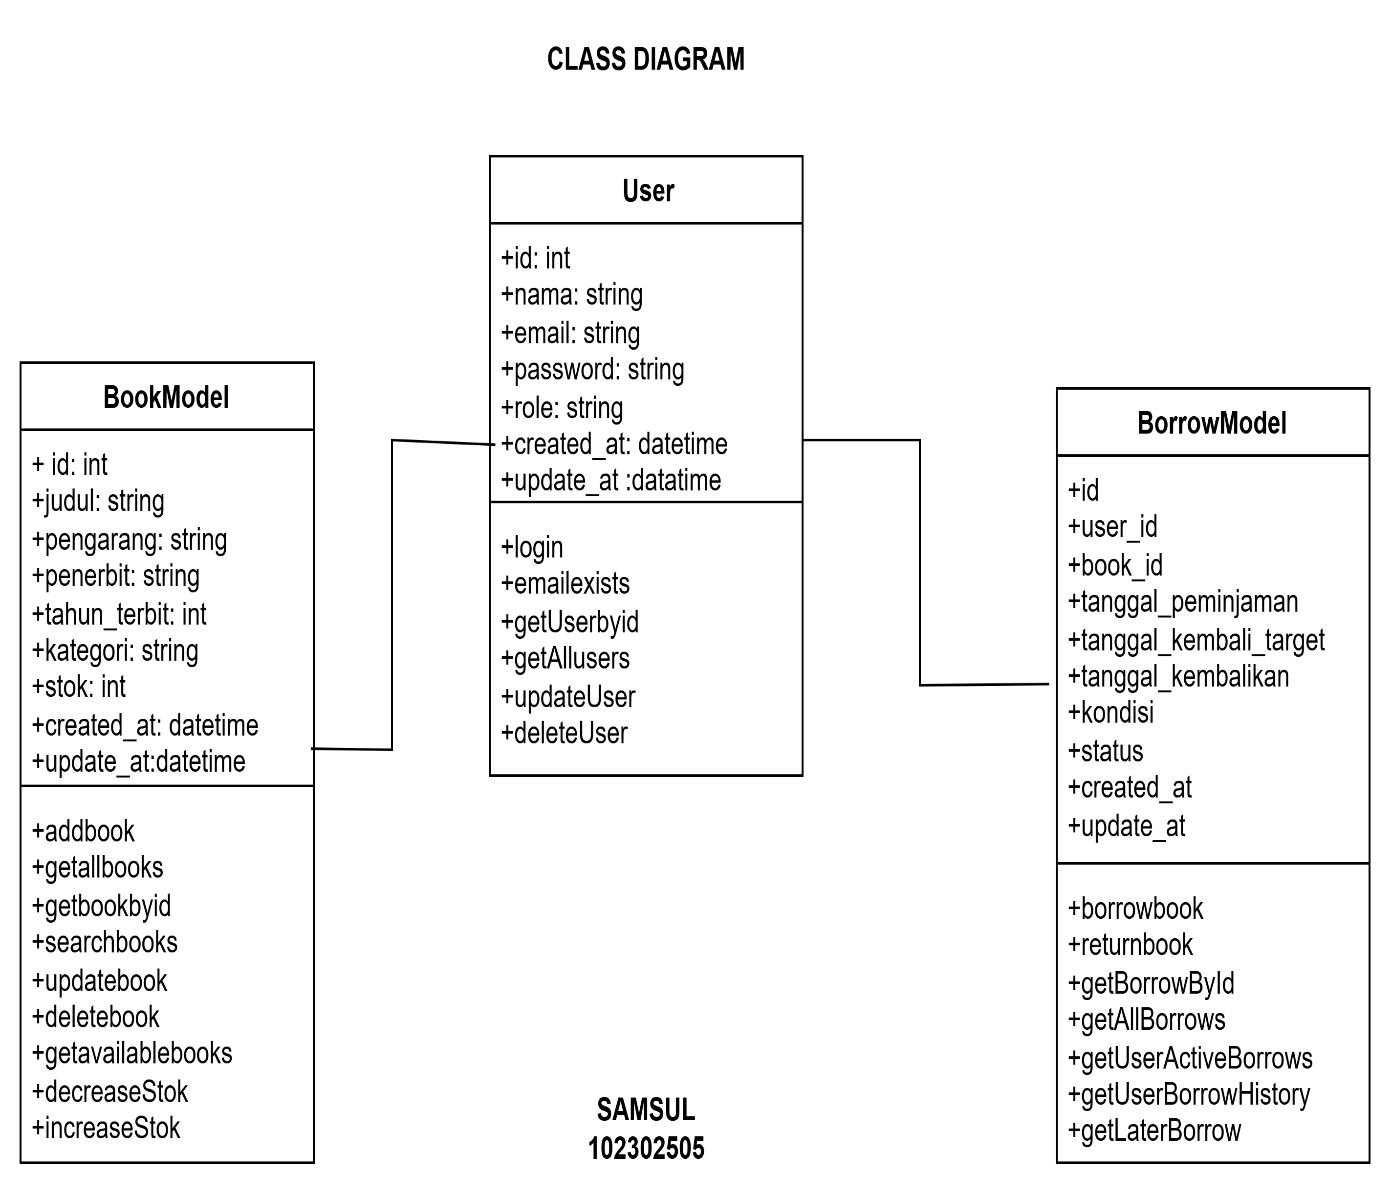 CLASS DIAGRAM
User
+id: int
+nama: string
+email: string
+password: string
+role: string
+created_at: datetime
+update_at :datatime
+login
+emailexists
+getUserbyid
+getAllusers
+updateUser
+deleteUser
BookModel
+ id: int
+judul: string
+pengarang: string
+penerbit: string
+tahun_terbit: int
+kategori: string
+stok: int
+created_at: datetime
+update_at:datetime
+addbook
+getallbooks
+getbookbyid
+searchbooks
+updatebook
+deletebook
+getavailablebooks
+decreaseStok
+increaseStok
BorrowModel
+id
+user_id
+book_id
+tanggal_peminjaman
+tanggal_kembali_target
+tanggal_kembalikan
+kondisi
+status
+created_at
+update_at
+borrowbook
+returnbook
+getBorrowById
+getAllBorrows
+getUserActiveBorrows
+getUserBorrowHistory
+getLaterBorrow
SAMSUL
102302505